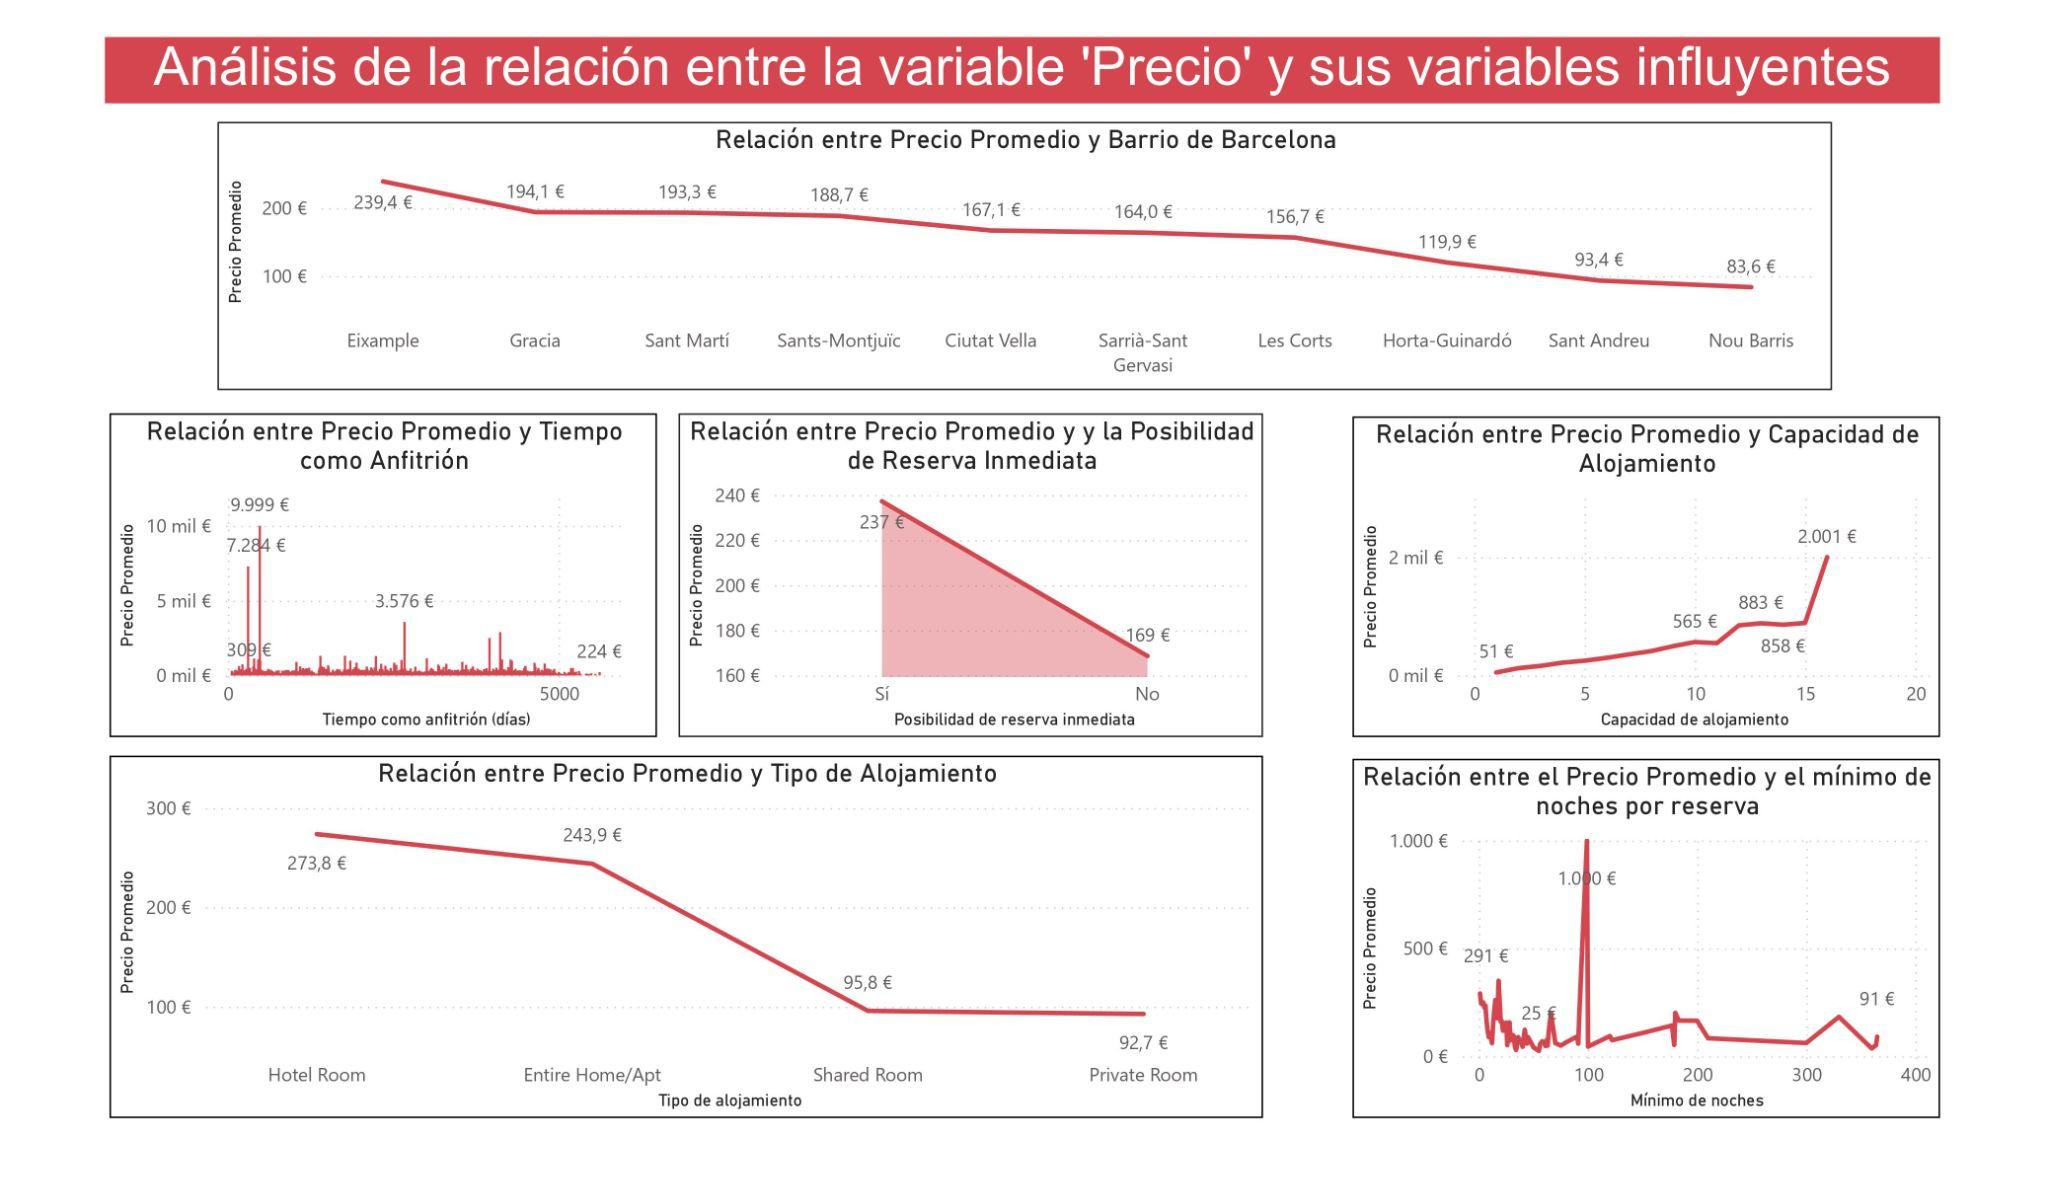 Análisis de la relación entre la variable 'Precio' y sus variables influyentes
Relación entre Precio Promedio y Barrio de Barcelona
Precio Promedio
200 €
100 €
239,4 €
194,1 €
193,3 €
188,7 €
167,1 €
164,0 €
156,7 €
119,9 €
93,4 €
83,6 €
Eixample
Gracia
Sant Martí
Sants-Montjuïc
Ciutat Vella
Sarrià-Sant
Gervasi
Les Corts
Horta-Guinardó
Sant Andreu
Nou Barris
Relación entre Precio Promedio y Tiempo
como Anfitrión
Precio Promedio
10 mil €
5 mil €
0 mil €
9.999 €
7.284 €
3.576 €
309 €
224 €
0
5000
Tiempo como anfitrión (días)
Relación entre Precio Promedio y y la Posibilidad
de Reserva Inmediata
Precio Promedio
240 €
220 €
200 €
180 €
160 €
237 €
169 €
Sí
No
Posibilidad de reserva inmediata
Relación entre Precio Promedio y Capacidad de
Alojamiento
Precio Promedio
2 mil €
0 mil €
51 €
565 €
883 €
858 €
2.001 €
0
5
10
15
20
Capacidad de alojamiento
Relación entre Precio Promedio y Tipo de Alojamiento
Precio Promedio
300 €
200 €
100 €
273,8 €
243,9 €
95,8 €
92,7 €
Hotel Room
Entire Home/Apt
Shared Room
Private Room
Tipo de alojamiento
Relación entre el Precio Promedio y el mínimo de
noches por reserva
Precio Promedio
1.000 €
500 €
0 €
291 €
25 €
1.000 €
91 €
0
100
200
300
400
Mínimo de noches